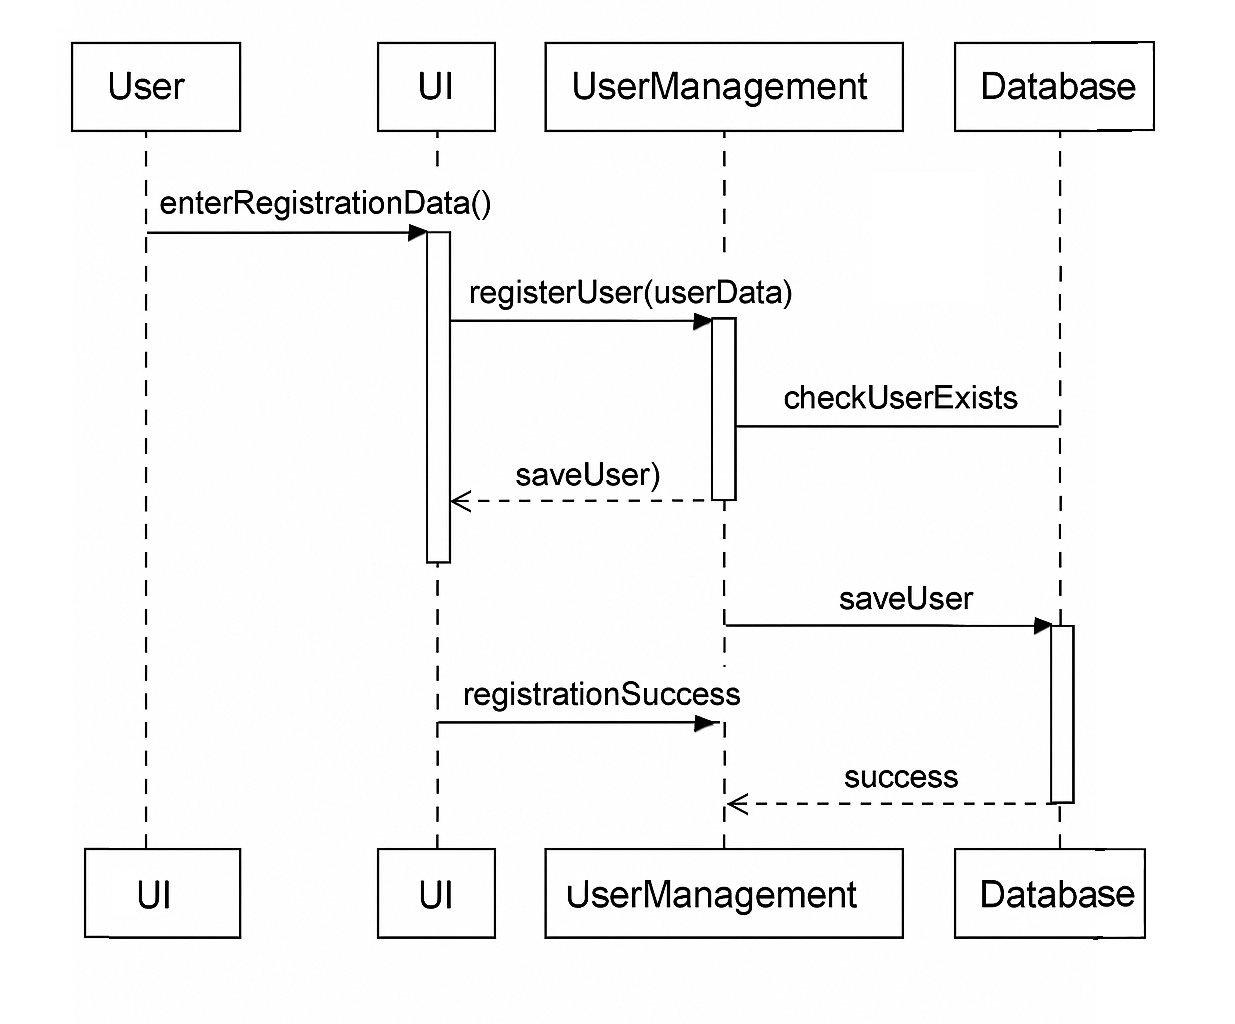 User
UI
UserManagement
Database
enterRegistrationData()
registerUser(userData)
checkUserExists
saveUser)
saveUser
registrationSuccess
success
UI
UI
UserManagement
Database